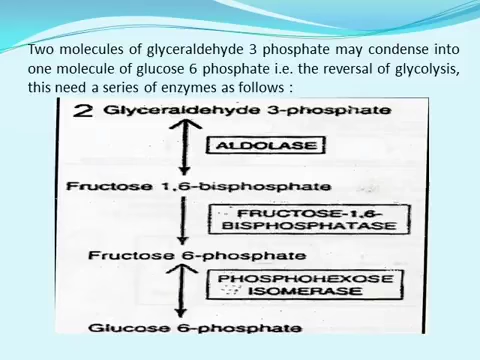 Two molecules of glyceraldehyde 3 phosphate may condense into
one molecule of glucose 6 phosphate i.e. the reversal of glycolysis,
this need a series of enzymes as follows :
2 Glyceraldehyde 3-phosphate
ALDOLASE
Fructose 1,6-bisphosphate
FRUCTOSE-1,6-
BISPHOSPHATASE
Fructose 6-phosphate
PHOSPHOHEXOSE
ISOMERASE
Glucose 6-phosphate